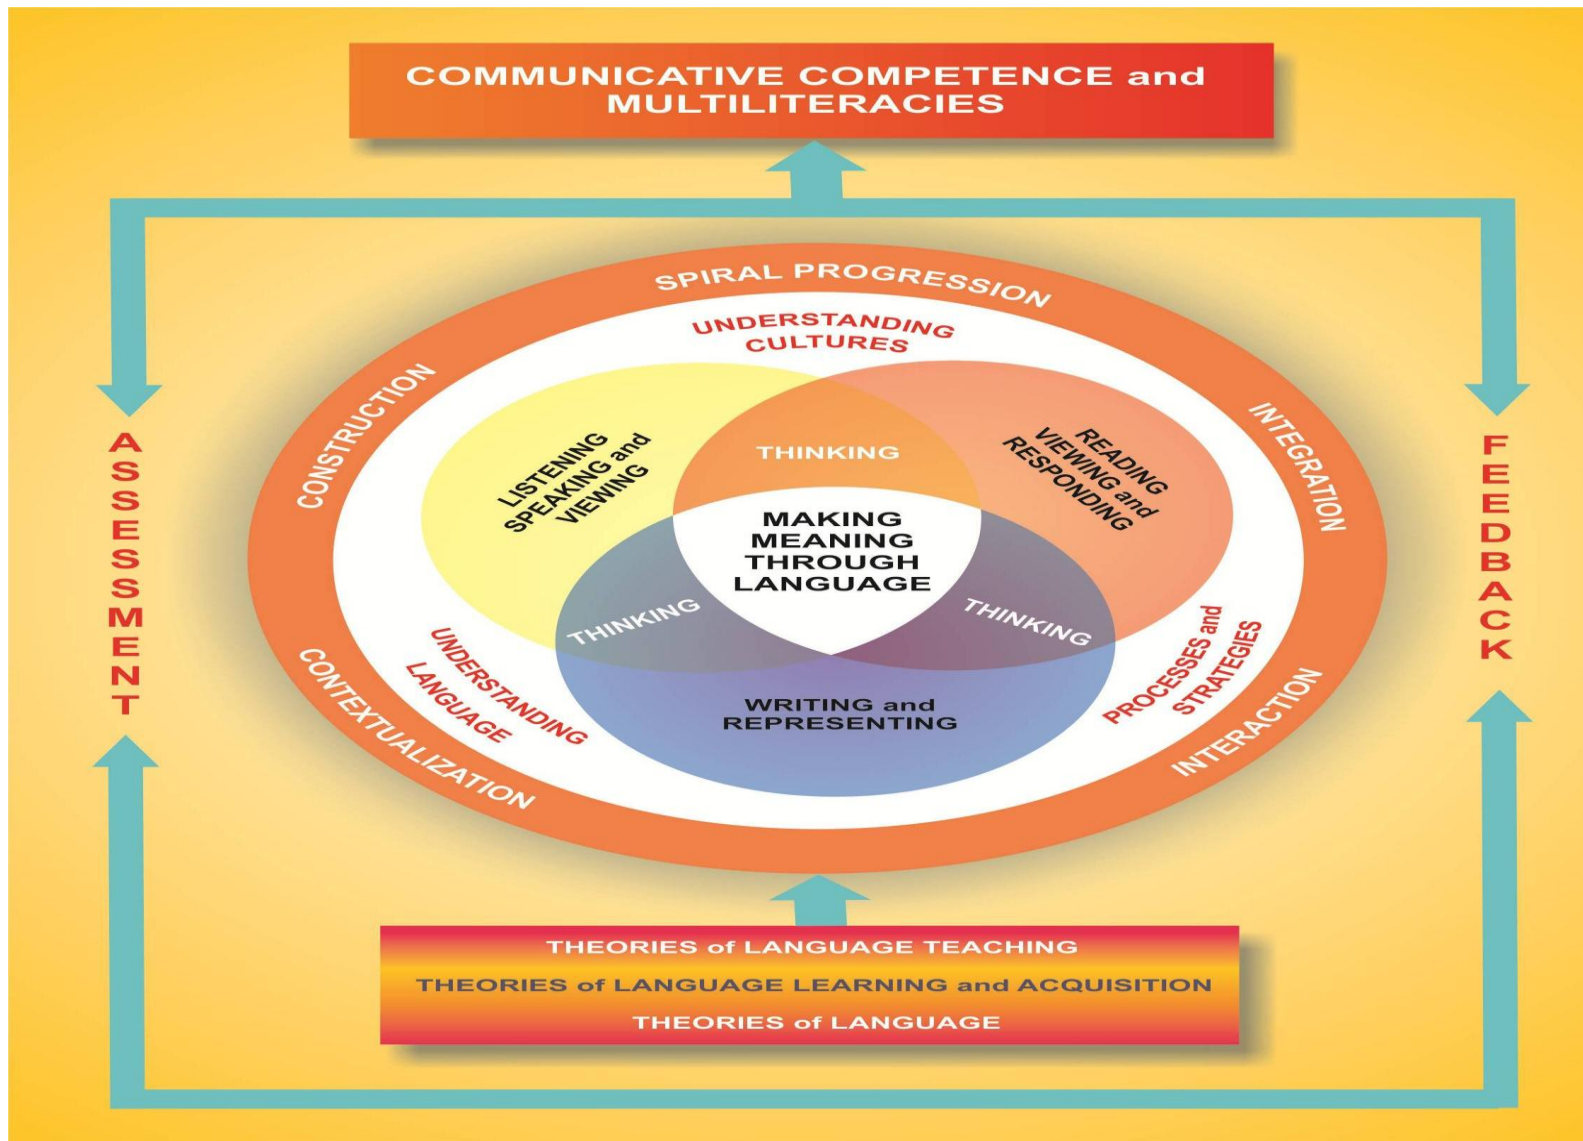 COMMUNICATIVE COMPETENCE and
MULTILITERACIES
SPIRAL PROGRESSION
CONSTRUCTION
INTEGRATION
CONTEXTUALIZATION
INTERACTION
UNDERSTANDING
CULTURES
LISTENING
SPEAKING and
VIEWING
THINKING
READING
VIEWING and
RESPONDING
MAKING
MEANING
THROUGH
LANGUAGE
THINKING
THINKING
WRITING and
REPRESENTING
UNDERSTANDING
LANGUAGE
PROCESSES and
STRATEGIES
ASSESSMENT
FEEDBACK
THEORIES of LANGUAGE TEACHING
THEORIES of LANGUAGE LEARNING and ACQUISITION
THEORIES of LANGUAGE